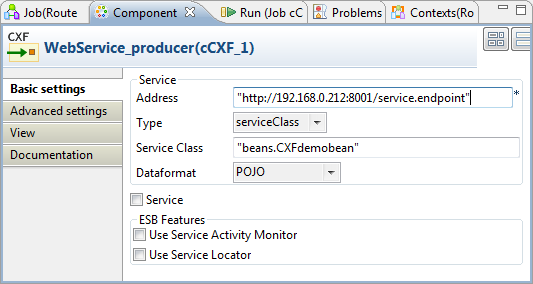 Job(Route
Component
Run (Job cC
Problems
Contexts(Ro
CXF
WebService_producer(cCXF_1)
Basic settings
Advanced settings
View
Documentation
Service
Address "http://192.168.0.212:8001/service.endpoint" *
Type serviceClass
Service Class "beans.CXFdemobean"
Dataformat POJO
Service
ESB Features
Use Service Activity Monitor
Use Service Locator